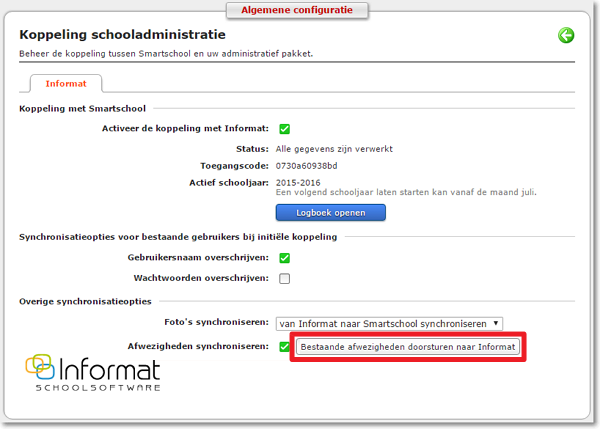 Algemene configuratie
Koppeling schooladministratie
Beheer de koppeling tussen Smartschool en uw administratief pakket.
Informat
Koppeling met Smartschool
Activeer de koppeling met Informat:
Status: Alle gegevens zijn verwerkt
Toegangscode: 0730a60938bd
Actief schooljaar: 2015-2016
Een volgend schooljaar laten starten kan vanaf de maand juli.
Logboek openen
Synchronisatieopties voor bestaande gebruikers bij initiële koppeling
Gebruikersnaam overschrijven:
Wachtwoorden overschrijven:
Overige synchronisatieopties
Foto's synchroniseren: van Informat naar Smartschool synchroniseren
Afwezigheden synchroniseren: Bestaande afwezigheden doorsturen naar Informat
Informat
SCHOOLSOFTWARE